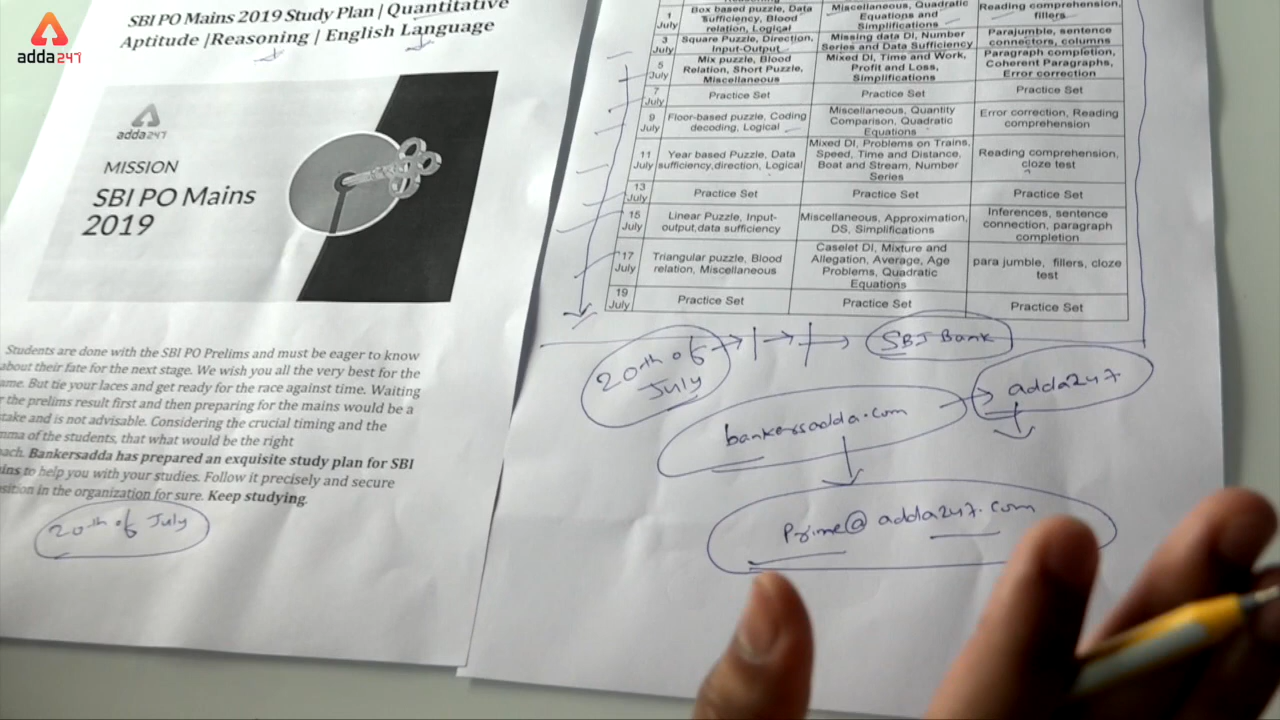 adda247
SBI PO Mains 2019 Study Plan | Quantitative
Aptitude |Reasoning | English Language
adda247
MISSION
SBI PO Mains
2019
Students are done with the SBI PO Prelims and must be eager to know
about their fate for the next stage. We wish you all the very best for the
ame. But tie your laces and get ready for the race against time. Waiting
r the prelims result first and then preparing for the mains would be a
take and is not advisable. Considering the crucial timing and the
mma of the students, that what would be the right
ach. Bankersadda has prepared an exquisite study plan for SBI
ins to help you with your studies. Follow it precisely and secure
sition in the organization for sure. Keep studying.
20th of July
1 July
Box based puzzle, Data
Sufficiency, Blood
relation, Logical
Miscellaneous, Quadratic
Equations and
Simplifications
Reading comprehension,
fillers
3 July
Square Puzzle, Direction,
Input-Output
Missing data DI, Number
Series and Data Sufficiency
Parajumble, sentence
connectors, columns
5 July
Mix puzzle, Blood
Relation, Short Puzzle,
Miscellaneous
Mixed DI, Time and Work,
Profit and Loss,
Simplifications
Paragraph completion,
Coherent Paragraphs,
Error correction
7 July
Practice Set
Practice Set
Practice Set
9 July
Floor-based puzzle, Coding
decoding, Logical
Miscellaneous, Quantity
Comparison, Quadratic
Equations
Error correction, Reading
comprehension
11 July
Year based Puzzle, Data
sufficiency,direction, Logical
Mixed DI, Problems on Trains,
Speed, Time and Distance,
Boat and Stream, Number
Series
Reading comprehension,
cloze test
13 July
Practice Set
Practice Set
Practice Set
15 July
Linear Puzzle, Input-
output,data sufficiency
Miscellaneous, Approximation,
DS, Simplifications
Inferences, sentence
connection, paragraph
completion
17 July
Triangular puzzle, Blood
relation, Miscellaneous
Caselet DI, Mixture and
Allegation, Average, Age
Problems, Quadratic
Equations
para jumble, fillers, cloze
test
19 July
Practice Set
Practice Set
Practice Set
20th of
July
SBI Bank
bankersadda.com
adda247
Prime@adda247.com